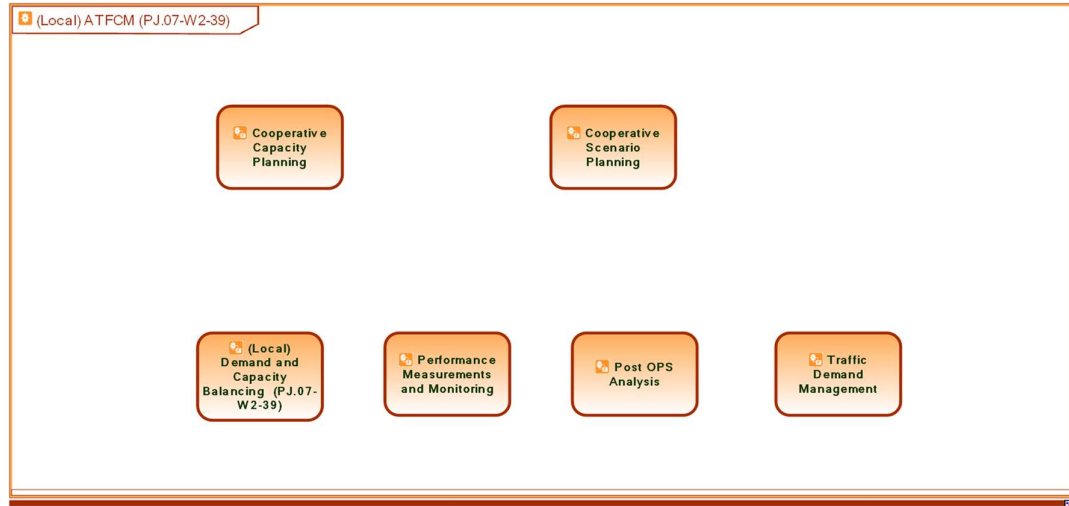 (Local) ATFCM (PJ.07-W2-39)
Cooperative
Capacity
Planning
Cooperative
Scenario
Planning
(Local)
Demand and
Capacity
Balancing (PJ.07-
W2-39)
Performance
Measurements
and Monitoring
Post OPS
Analysis
Traffic
Demand
Management